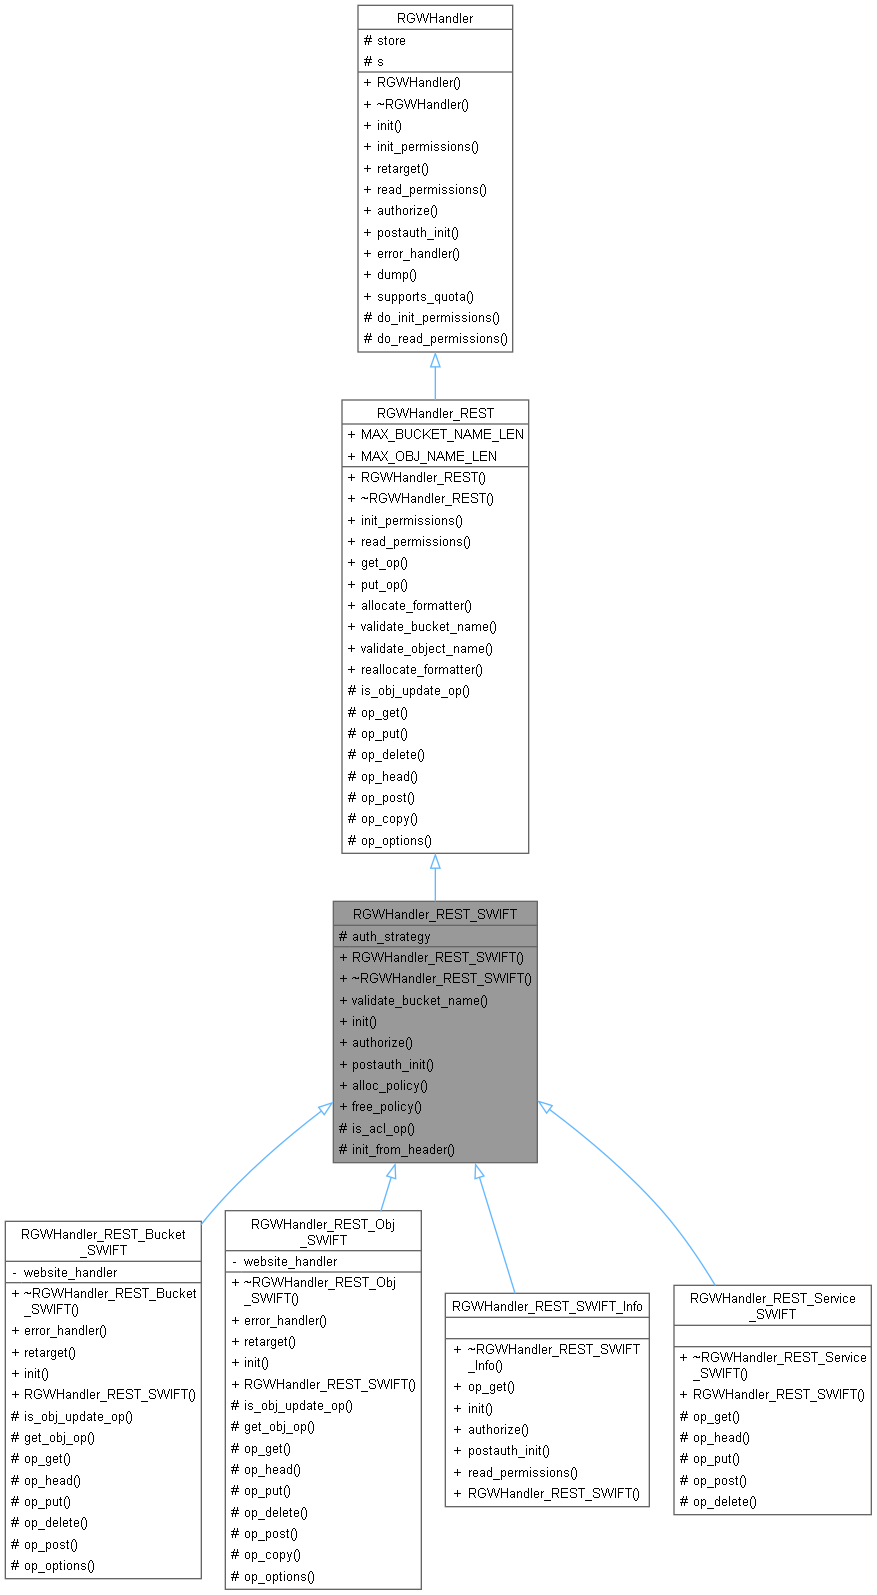 RGWHandler
# store
# s
+ RGWHandler()
+ ~RGWHandler()
+ init()
+ init_permissions()
+ retarget()
+ read_permissions()
+ authorize()
+ postauth_init()
+ error_handler()
+ dump()
+ supports_quota()
# do_init_permissions()
# do_read_permissions()
RGWHandler_REST
+ MAX_BUCKET_NAME_LEN
+ MAX_OBJ_NAME_LEN
+ RGWHandler_REST()
+ ~RGWHandler_REST()
+ init_permissions()
+ read_permissions()
+ get_op()
+ put_op()
+ allocate_formatter()
+ validate_bucket_name()
+ validate_object_name()
+ reallocate_formatter()
# is_obj_update_op()
# op_get()
# op_put()
# op_delete()
# op_head()
# op_post()
# op_copy()
# op_options()
RGWHandler_REST_SWIFT
# auth_strategy
+ RGWHandler_REST_SWIFT()
+ ~RGWHandler_REST_SWIFT()
+ validate_bucket_name()
+ init()
+ authorize()
+ postauth_init()
+ alloc_policy()
+ free_policy()
# is_acl_op()
# init_from_header()
RGWHandler_REST_Bucket
_SWIFT
- website_handler
+ ~RGWHandler_REST_Bucket
_SWIFT()
+ error_handler()
+ retarget()
+ init()
+ RGWHandler_REST_SWIFT()
# is_obj_update_op()
# get_obj_op()
# op_get()
# op_head()
# op_put()
# op_delete()
# op_post()
# op_options()
RGWHandler_REST_Obj
_SWIFT
- website_handler
+ ~RGWHandler_REST_Obj
_SWIFT()
+ error_handler()
+ retarget()
+ init()
+ RGWHandler_REST_SWIFT()
# is_obj_update_op()
# get_obj_op()
# op_get()
# op_head()
# op_put()
# op_delete()
# op_post()
# op_copy()
# op_options()
RGWHandler_REST_SWIFT_Info
+ ~RGWHandler_REST_SWIFT
_Info()
+ op_get()
+ init()
+ authorize()
+ postauth_init()
+ read_permissions()
+ RGWHandler_REST_SWIFT()
RGWHandler_REST_Service
_SWIFT
+ ~RGWHandler_REST_Service
_SWIFT()
+ RGWHandler_REST_SWIFT()
# op_get()
# op_head()
# op_put()
# op_post()
# op_delete()